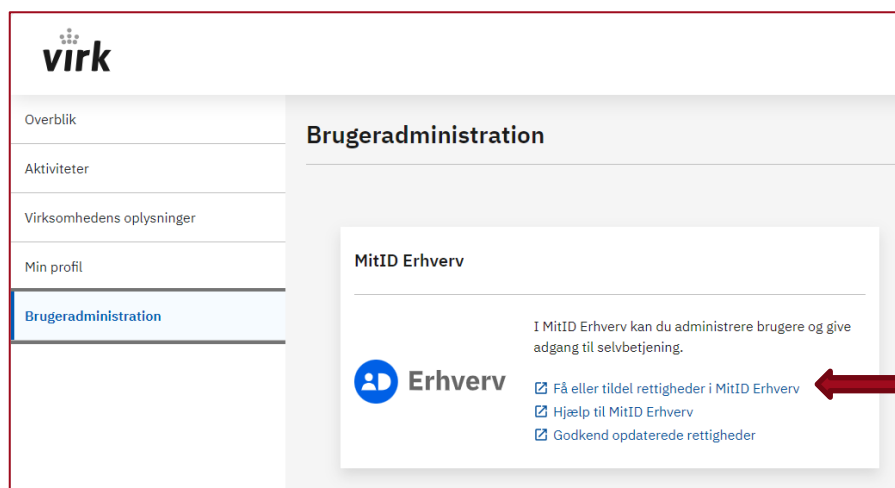 virk
Overblik
Aktiviteter
Virksomhedens oplysninger
Min profil
Brugeradministration
Brugeradministration
MitID Erhverv
Erhverv
I MitID Erhverv kan du administrere brugere og give
adgang til selvbetjening.
Få eller tildel rettigheder i MitID Erhverv
Hjælp til MitID Erhverv
Godkend opdaterede rettigheder